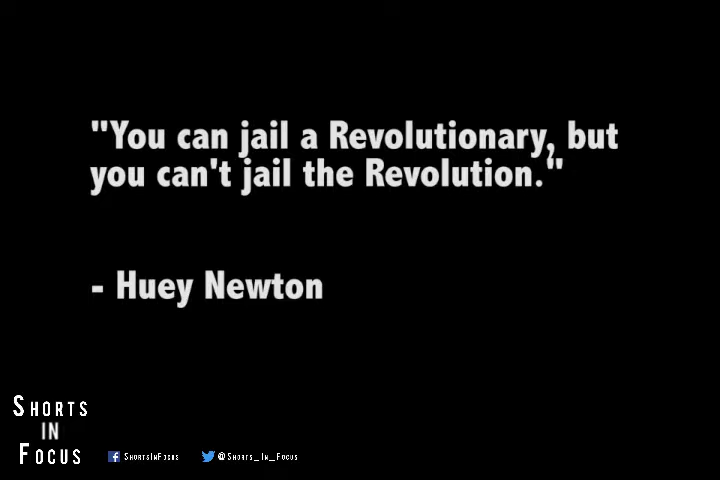 "You can jail a Revolutionary, but
you can't jail the Revolution."
- Huey Newton
SHORTS
IN
FOCUS
SHORTSINFOCUS
@SHORTS_IN_FOCUS